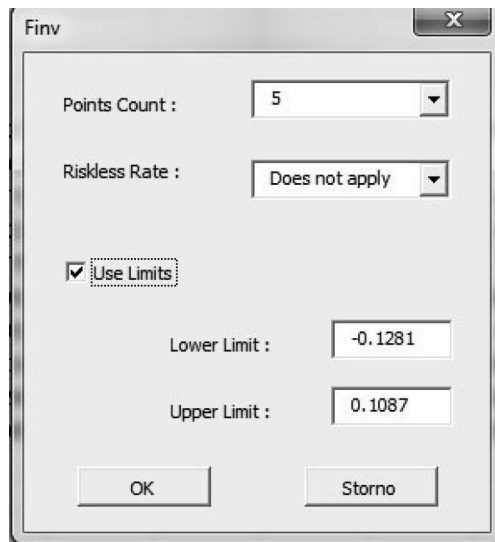 Finv
Points Count : 5
Riskless Rate : Does not apply
Use Limits
Lower Limit : -0.1281
Upper Limit : 0.1087
OK Storno